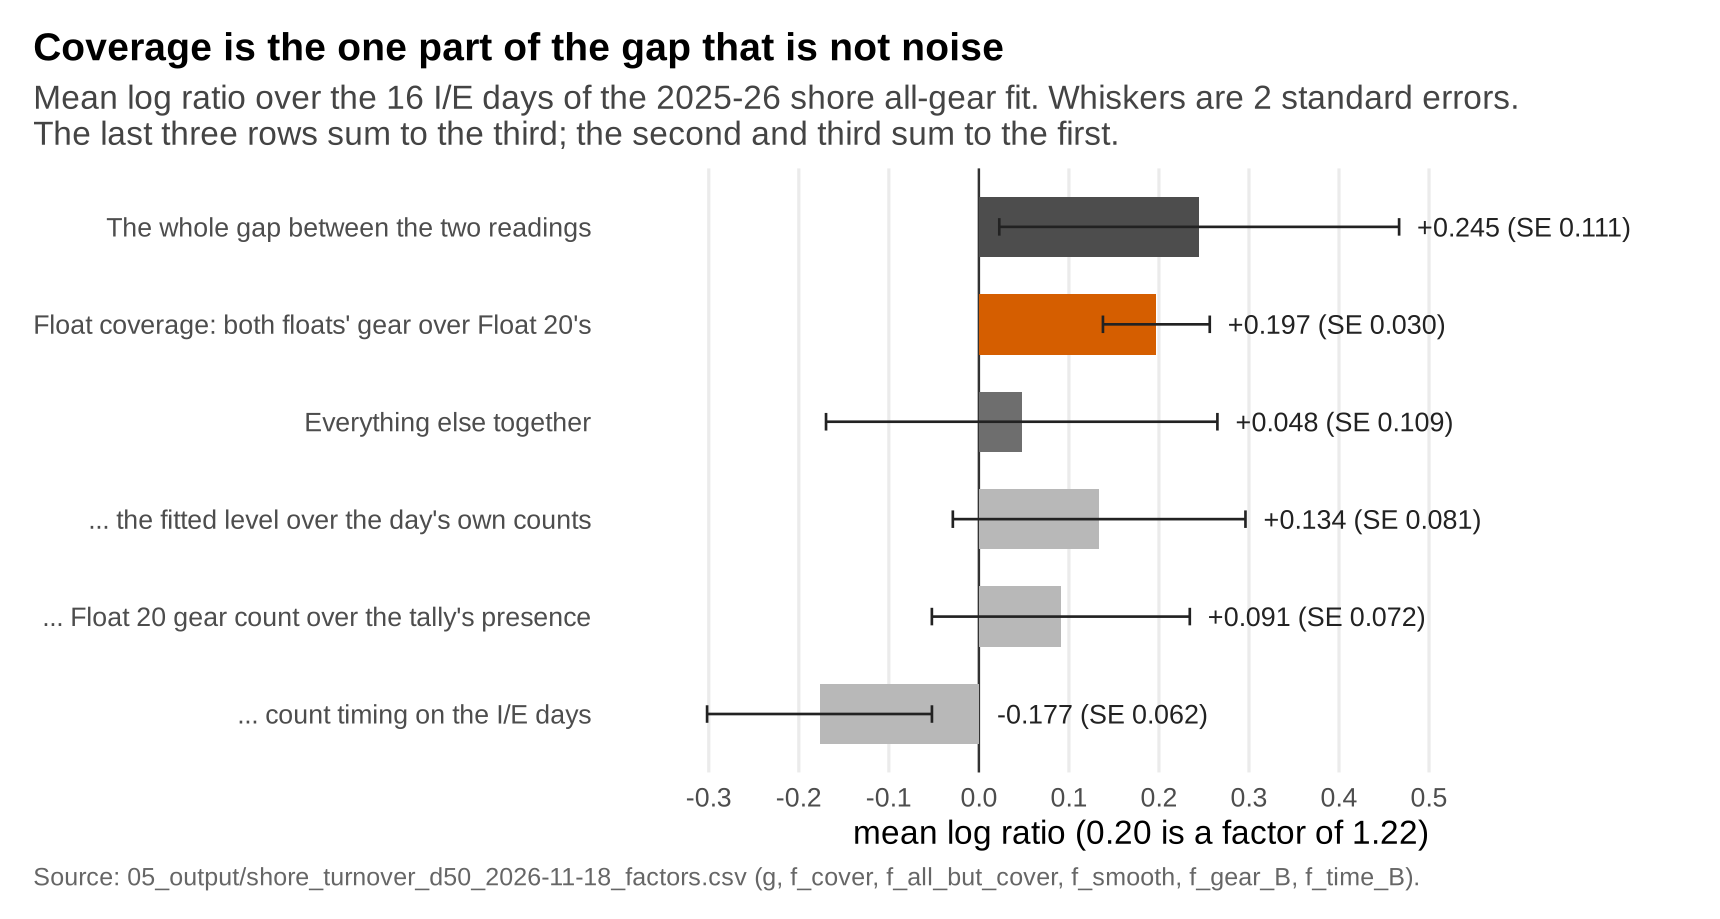 Coverage is the one part of the gap that is not noise
Mean log ratio over the 16 I/E days of the 2025-26 shore all-gear fit. Whiskers are 2 standard errors.
The last three rows sum to the third; the second and third sum to the first.
The whole gap between the two readings
+0.245 (SE 0.111)
Float coverage: both floats' gear over Float 20's
+0.197 (SE 0.030)
Everything else together
+0.048 (SE 0.109)
... the fitted level over the day's own counts
+0.134 (SE 0.081)
... Float 20 gear count over the tally's presence
+0.091 (SE 0.072)
... count timing on the I/E days
-0.177 (SE 0.062)
-0.3 -0.2 -0.1 0.0 0.1 0.2 0.3 0.4 0.5
mean log ratio (0.20 is a factor of 1.22)
Source: 05_output/shore_turnover_d50_2026-11-18_factors.csv (g, f_cover, f_all_but_cover, f_smooth, f_gear_B, f_time_B).